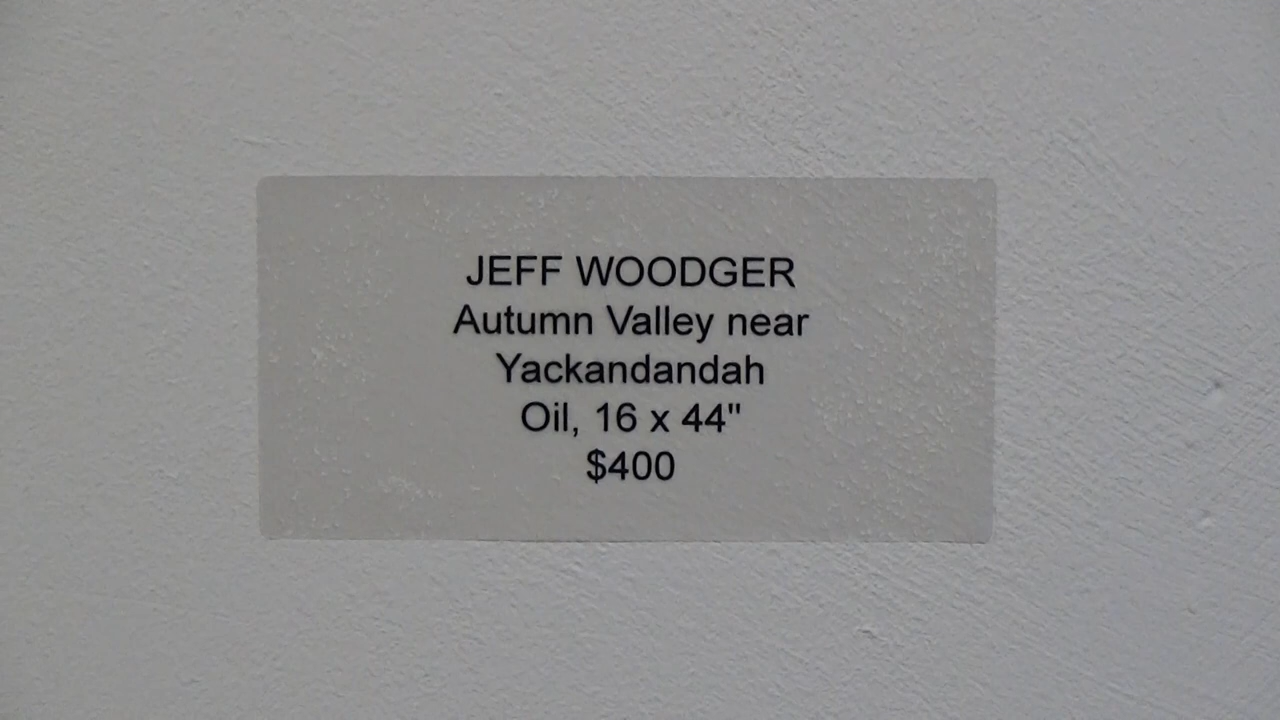 JEFF WOODGER
Autumn Valley near
Yackandandah
Oil, 16 x 44"
$400